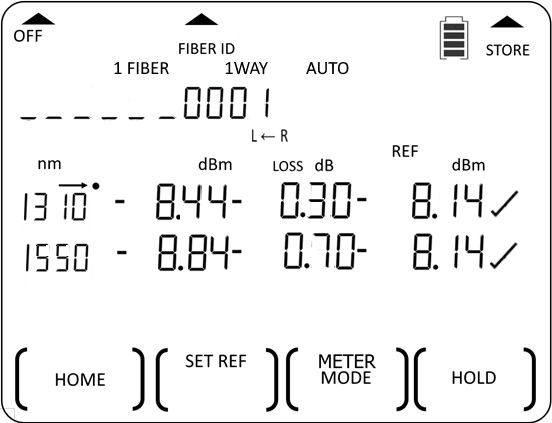 OFF
FIBER ID
STORE
1 FIBER 1WAY AUTO
_ _ _ _ _ _ 0001
L ← R
nm dBm LOSS dB REF dBm
1310 - 8.44 - 0.30 - 8.14 ✓
1550 - 8.84 - 0.70 - 8.14 ✓
HOME SET REF METER MODE HOLD